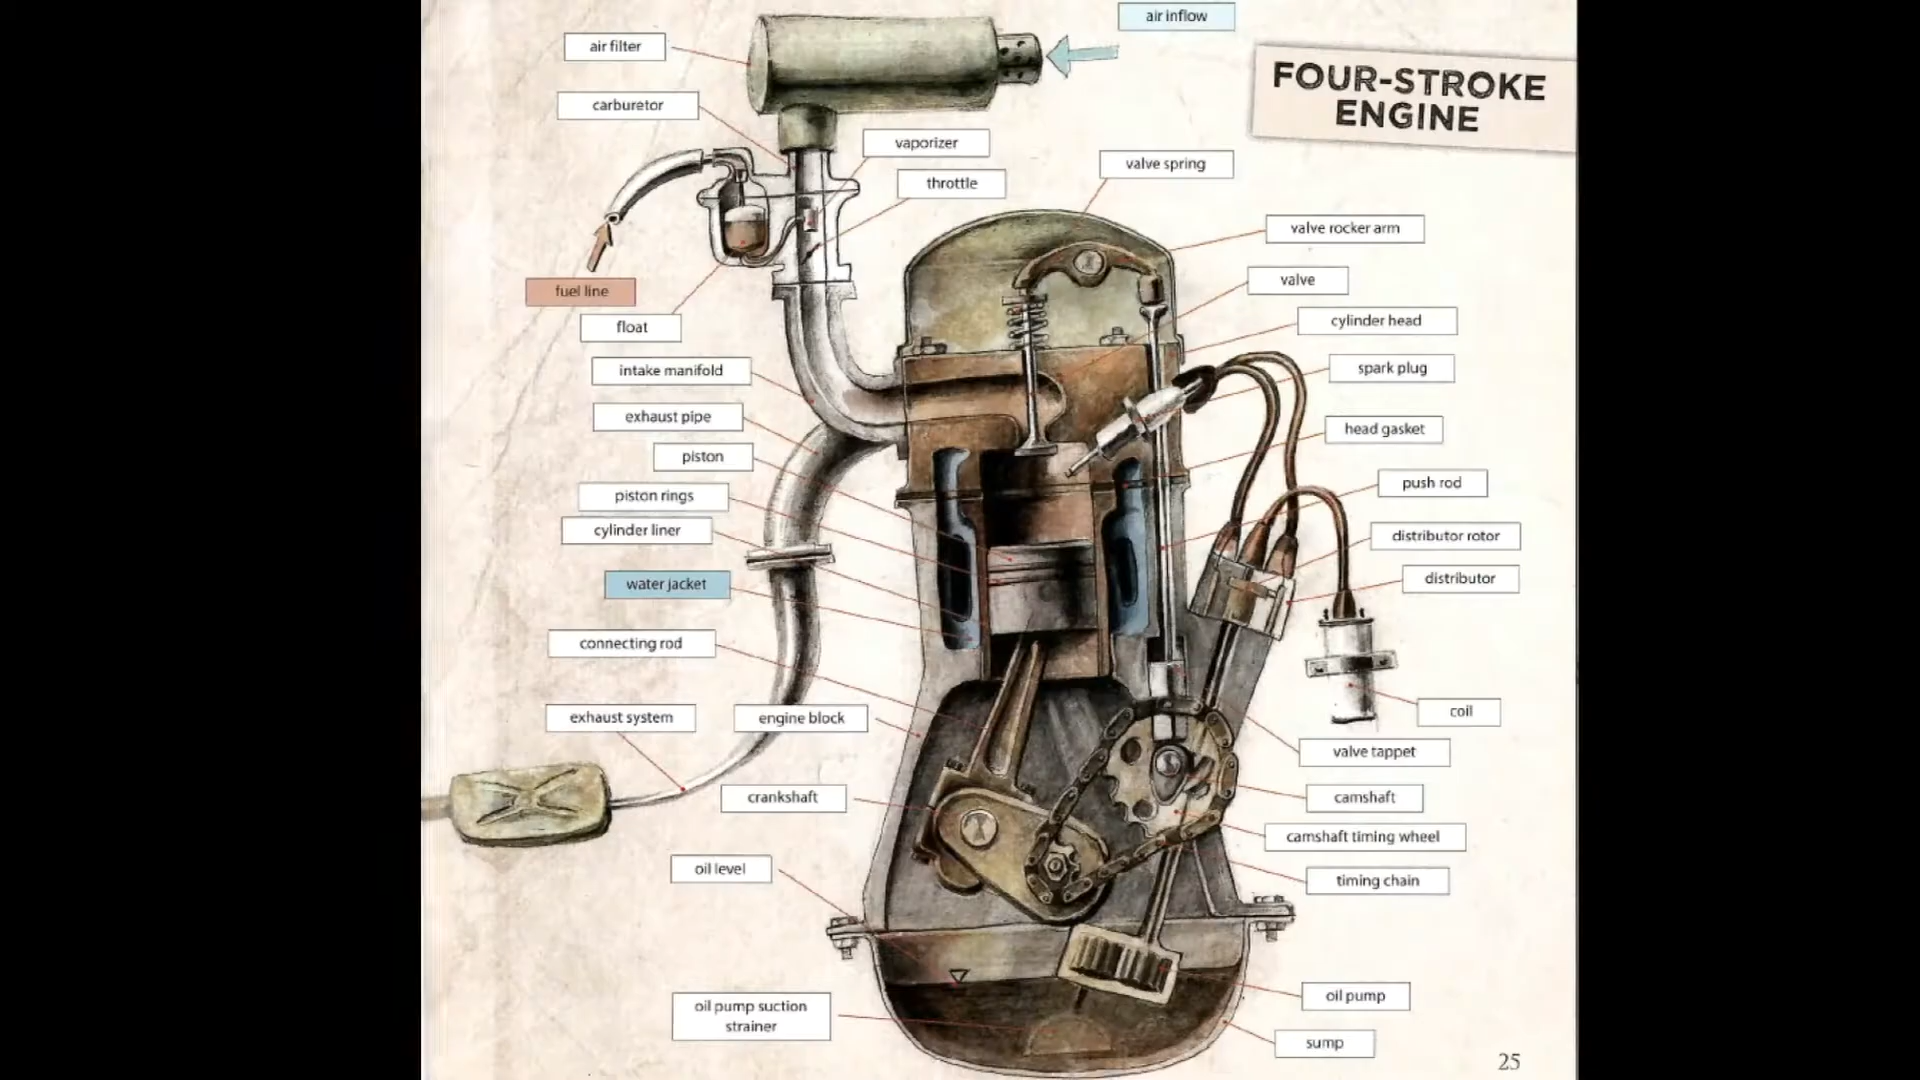 air inflow
air filter
FOUR-STROKE
ENGINE
carburetor
vaporizer
valve spring
throttle
valve rocker arm
valve
fuel line
cylinder head
float
intake manifold
spark plug
exhaust pipe
head gasket
piston
push rod
piston rings
cylinder liner
distributor rotor
water jacket
distributor
connecting rod
exhaust system
engine block
coil
valve tappet
crankshaft
camshaft
camshaft timing wheel
oil level
timing chain
oil pump
oil pump suction
strainer
sump
25